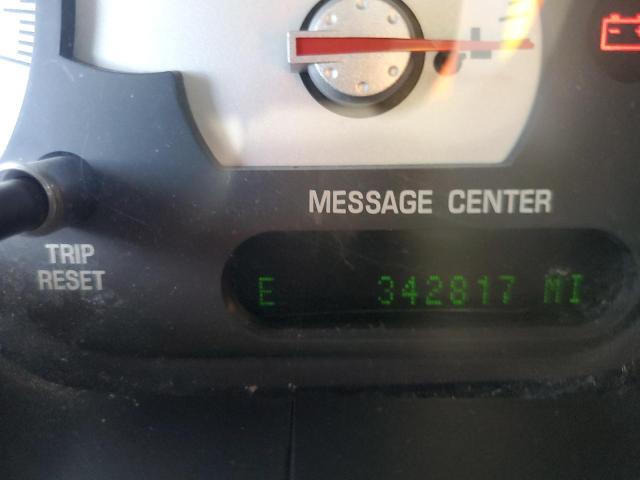 MESSAGE CENTER
TRIP
RESET
E 342817 MI